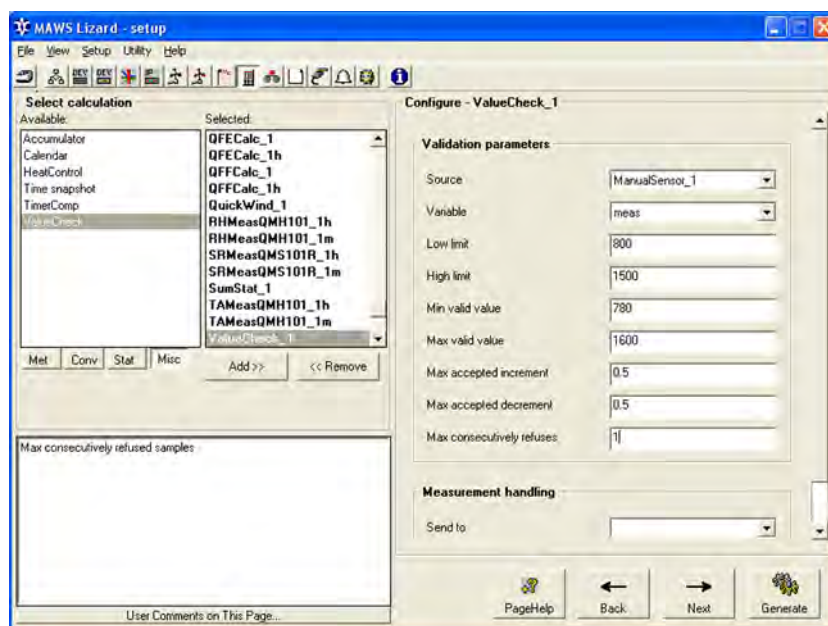 MAWS Lizard - setup
File View Setup Utility Help
DEV DEV
Select calculation
Available:
Accumulator
Calendar
HeatControl
Time snapshot
TimerComp
ValueCheck
Met Conv Stat Misc
Selected:
QFECalc_1
QFECalc_1h
QFFCalc_1
QFFCalc_1h
QuickWind_1
RHMeasQMH101_1h
RHMeasQMH101_1m
SRMeasQMS101R_1h
SRMeasQMS101R_1m
SumStat_1
TAMeasQMH101_1h
TAMeasQMH101_1m
ValueCheck_1
Add >> << Remove
Max consecutively refused samples
User Comments on This Page...
Configure - ValueCheck_1
Validation parameters
Source ManualSensor_1
Variable meas
Low limit 800
High limit 1500
Min valid value 780
Max valid value 1600
Max accepted increment 0.5
Max accepted decrement 0.5
Max consecutively refuses 1
Measurement handling
Send to
PageHelp Back Next Generate